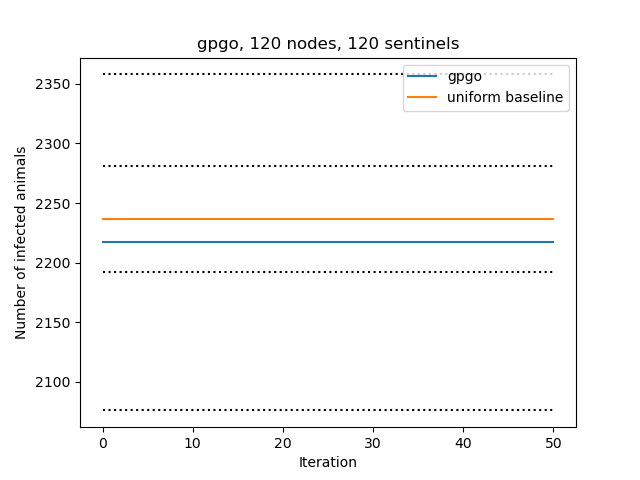 gpgo, 120 nodes, 120 sentinels
gpgo
uniform baseline
2350
2300
2250
2200
2150
2100
Number of infected animals
0 10 20 30 40 50
Iteration